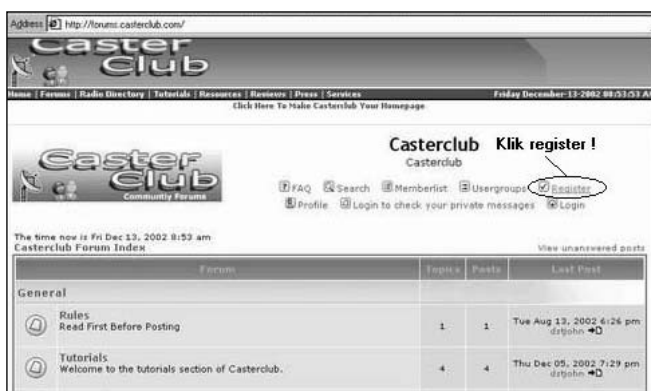 Address http://forums.casterclub.com/
Caster Club
Home | Forums | Radio Directory | Tutorials | Resources | Reviews | Press | Services
Friday December-13-2002 08:53:53 A
Click Here To Make Casterclub Your Homepage
Caster Club
Community Forums
Casterclub
Klik register !
Casterclub
FAQ Search Memberlist Usergroups Register
Profile Login to check your private messages Login
The time now is Fri Dec 13, 2002 8:53 am
Casterclub Forum Index
View unanswered posts
Forum Topics Posts Last Post
General
Rules
Read First Before Posting
1 1 Tue Aug 13, 2002 6:26 pm
dstjohn
Tutorials
Welcome to the tutorials section of Casterclub.
4 4 Thu Dec 05, 2002 7:29 pm
dstjohn